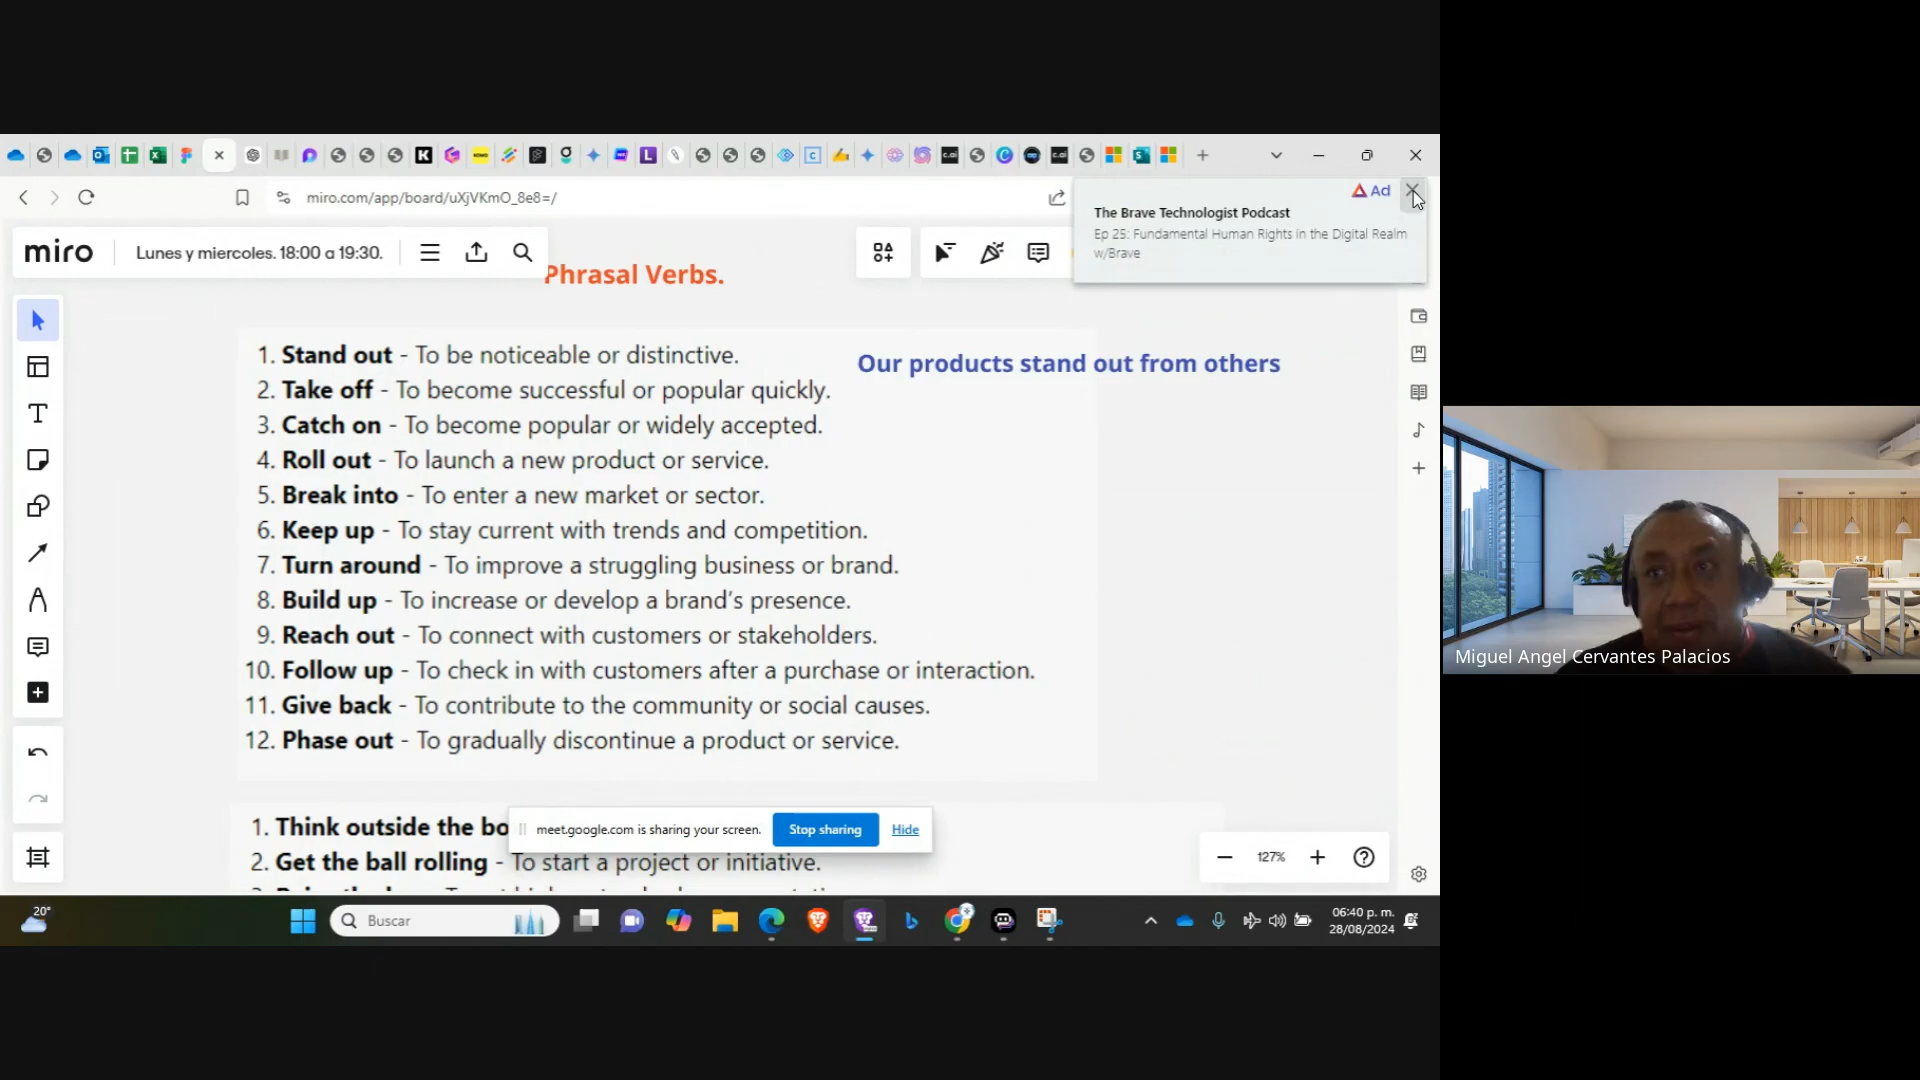 miro.com/app/board/uXjVKmO_8e8=/
Ad
The Brave Technologist Podcast
Ep 25: Fundamental Human Rights in the Digital Realm
w/Brave
miro
Lunes y miercoles. 18:00 a 19:30.
Phrasal Verbs.
1. Stand out - To be noticeable or distinctive.
Our products stand out from others
2. Take off - To become successful or popular quickly.
3. Catch on - To become popular or widely accepted.
4. Roll out - To launch a new product or service.
5. Break into - To enter a new market or sector.
6. Keep up - To stay current with trends and competition.
7. Turn around - To improve a struggling business or brand.
8. Build up - To increase or develop a brand's presence.
9. Reach out - To connect with customers or stakeholders.
10. Follow up - To check in with customers after a purchase or interaction.
11. Give back - To contribute to the community or social causes.
12. Phase out - To gradually discontinue a product or service.
1. Think outside the bo
meet.google.com is sharing your screen.
Stop sharing
Hide
2. Get the ball rolling - To start a project or initiative.
127%
Miguel Angel Cervantes Palacios
20°
Buscar
06:40 p. m.
28/08/2024